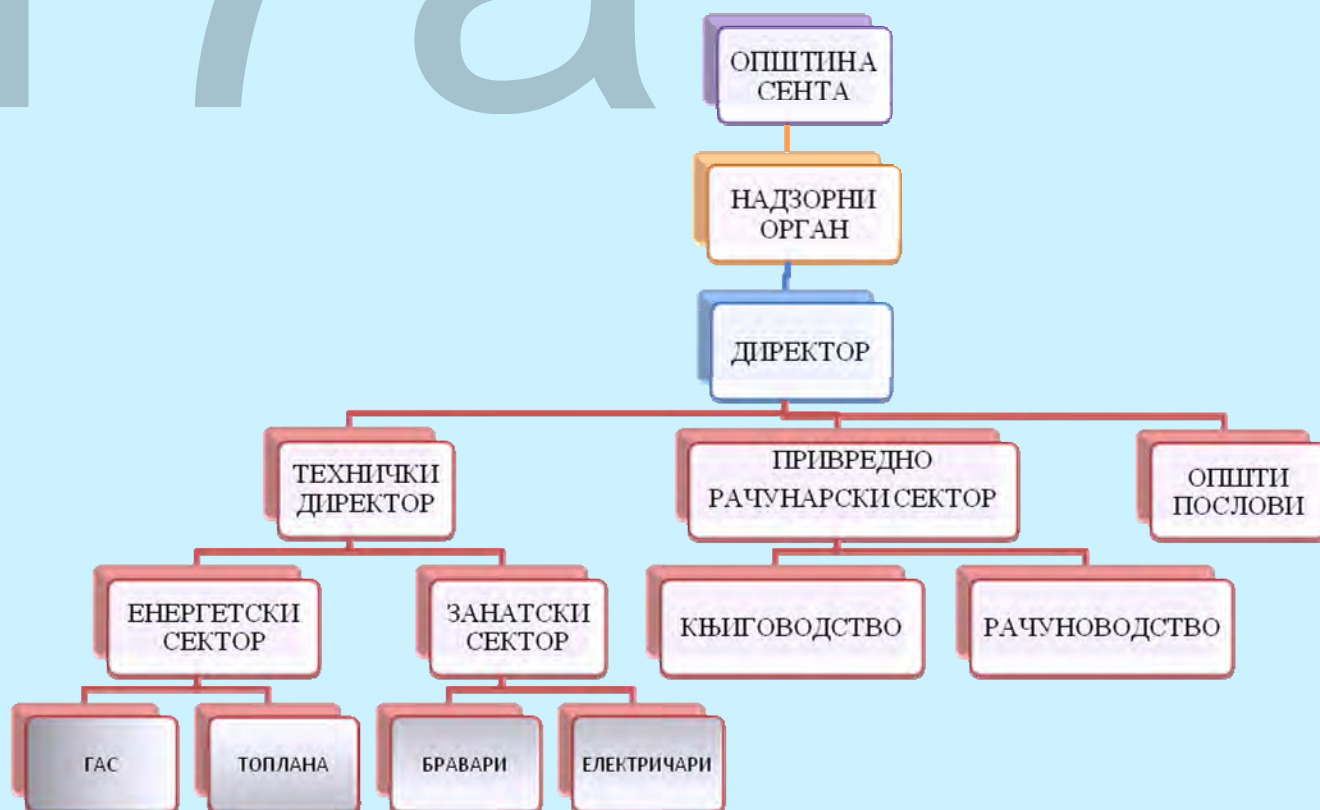 ОПШТИНА
СЕНТА
НАДЗОРНИ
ОРГАН
ДИРЕКТОР
ТЕХНИЧКИ
ДИРЕКТОР
ПРИВРЕДНО
РАЧУНАРСКИ СЕКТОР
ОПШТИ
ПОСЛОВИ
ЕНЕРГЕТСКИ
СЕКТОР
ЗАНАТСКИ
СЕКТОР
КЊИГОВОДСТВО
РАЧУНОВОДСТВО
ГАС
ТОПЛАНА
БРАВАРИ
ЕЛЕКТРИЧАРИ